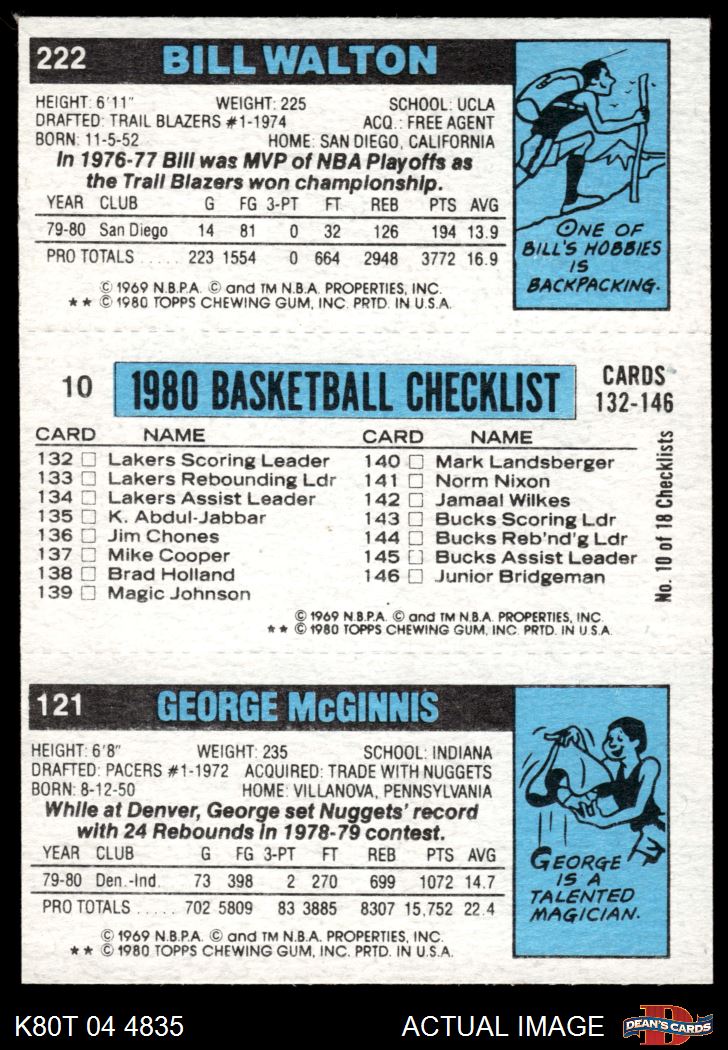 222 BILL WALTON
HEIGHT: 6'11" WEIGHT: 225 SCHOOL: UCLA
DRAFTED: TRAIL BLAZERS #1-1974 ACQ.: FREE AGENT
BORN: 11-5-52 HOME: SAN DIEGO, CALIFORNIA
In 1976-77 Bill was MVP of NBA Playoffs as
the Trail Blazers won championship.
YEAR CLUB G FG 3-PT FT REB PTS AVG
79-80 San Diego 14 81 0 32 126 194 13.9
PRO TOTALS ..... 223 1554 0 664 2948 3772 16.9
© 1969 N.B.P.A. © and TM N.B.A. PROPERTIES, INC.
★★ © 1980 TOPPS CHEWING GUM, INC. PRTD. IN U.S.A.
ONE OF
BILL'S HOBBIES
IS
BACKPACKING.
10 1980 BASKETBALL CHECKLIST CARDS
132-146
CARD NAME CARD NAME
132 □ Lakers Scoring Leader 140 □ Mark Landsberger
133 □ Lakers Rebounding Ldr 141 □ Norm Nixon
134 □ Lakers Assist Leader 142 □ Jamaal Wilkes
135 □ K. Abdul-Jabbar 143 □ Bucks Scoring Ldr
136 □ Jim Chones 144 □ Bucks Reb'nd'g Ldr
137 □ Mike Cooper 145 □ Bucks Assist Leader
138 □ Brad Holland 146 □ Junior Bridgeman
139 □ Magic Johnson
No. 10 of 18 Checklists
© 1969 N.B.P.A. © and TM N.B.A. PROPERTIES, INC.
★★ © 1980 TOPPS CHEWING GUM, INC. PRTD. IN U.S.A.
121 GEORGE McGINNIS
HEIGHT: 6'8" WEIGHT: 235 SCHOOL: INDIANA
DRAFTED: PACERS #1-1972 ACQUIRED: TRADE WITH NUGGETS
BORN: 8-12-50 HOME: VILLANOVA, PENNSYLVANIA
While at Denver, George set Nuggets' record
with 24 Rebounds in 1978-79 contest.
YEAR CLUB G FG 3-PT FT REB PTS AVG
79-80 Den.-Ind. 73 398 2 270 699 1072 14.7
PRO TOTALS ..... 702 5809 83 3885 8307 15,752 22.4
© 1969 N.B.P.A. © and TM N.B.A. PROPERTIES, INC.
★★ © 1980 TOPPS CHEWING GUM, INC. PRTD. IN U.S.A.
GEORGE
IS A
TALENTED
MAGICIAN.
K80T 04 4835 ACTUAL IMAGE D
DEAN'S CARDS